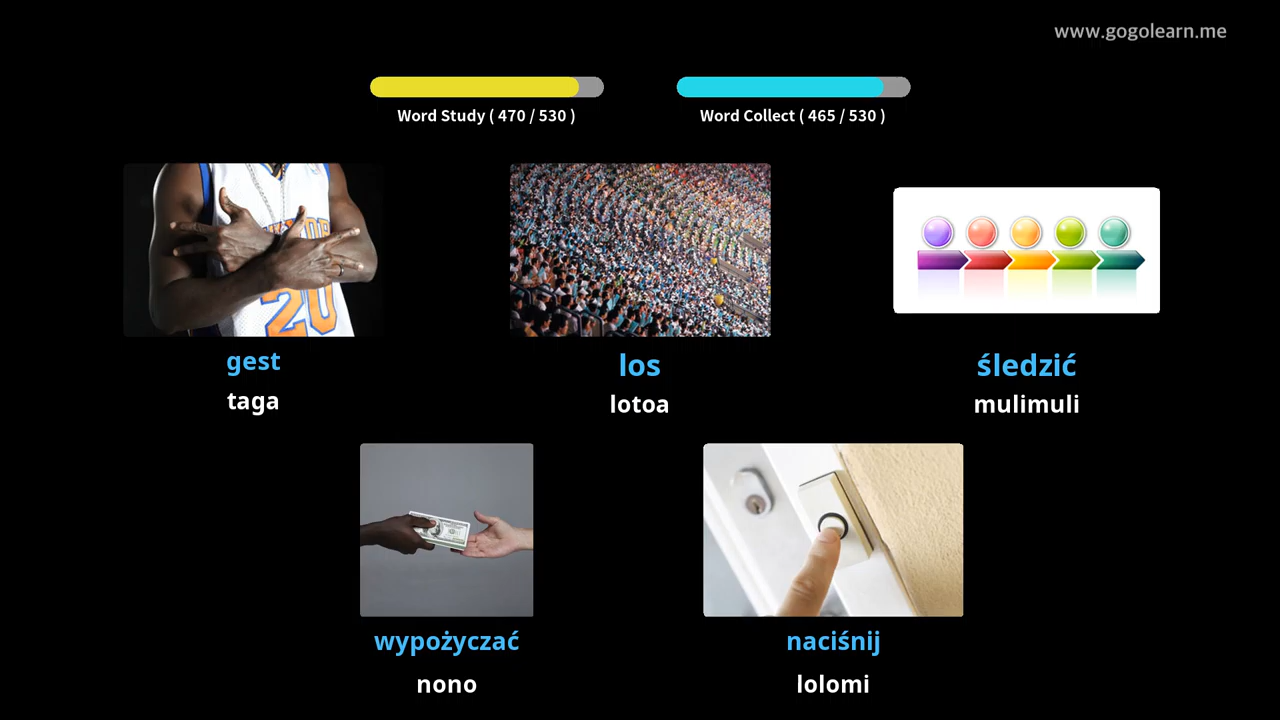 www.gogolearn.me
Word Study ( 470 / 530 )
Word Collect ( 465 / 530 )
20
gest
taga
los
lotoa
śledzić
mulimuli
wypożyczać
nono
naciśnij
lolomi